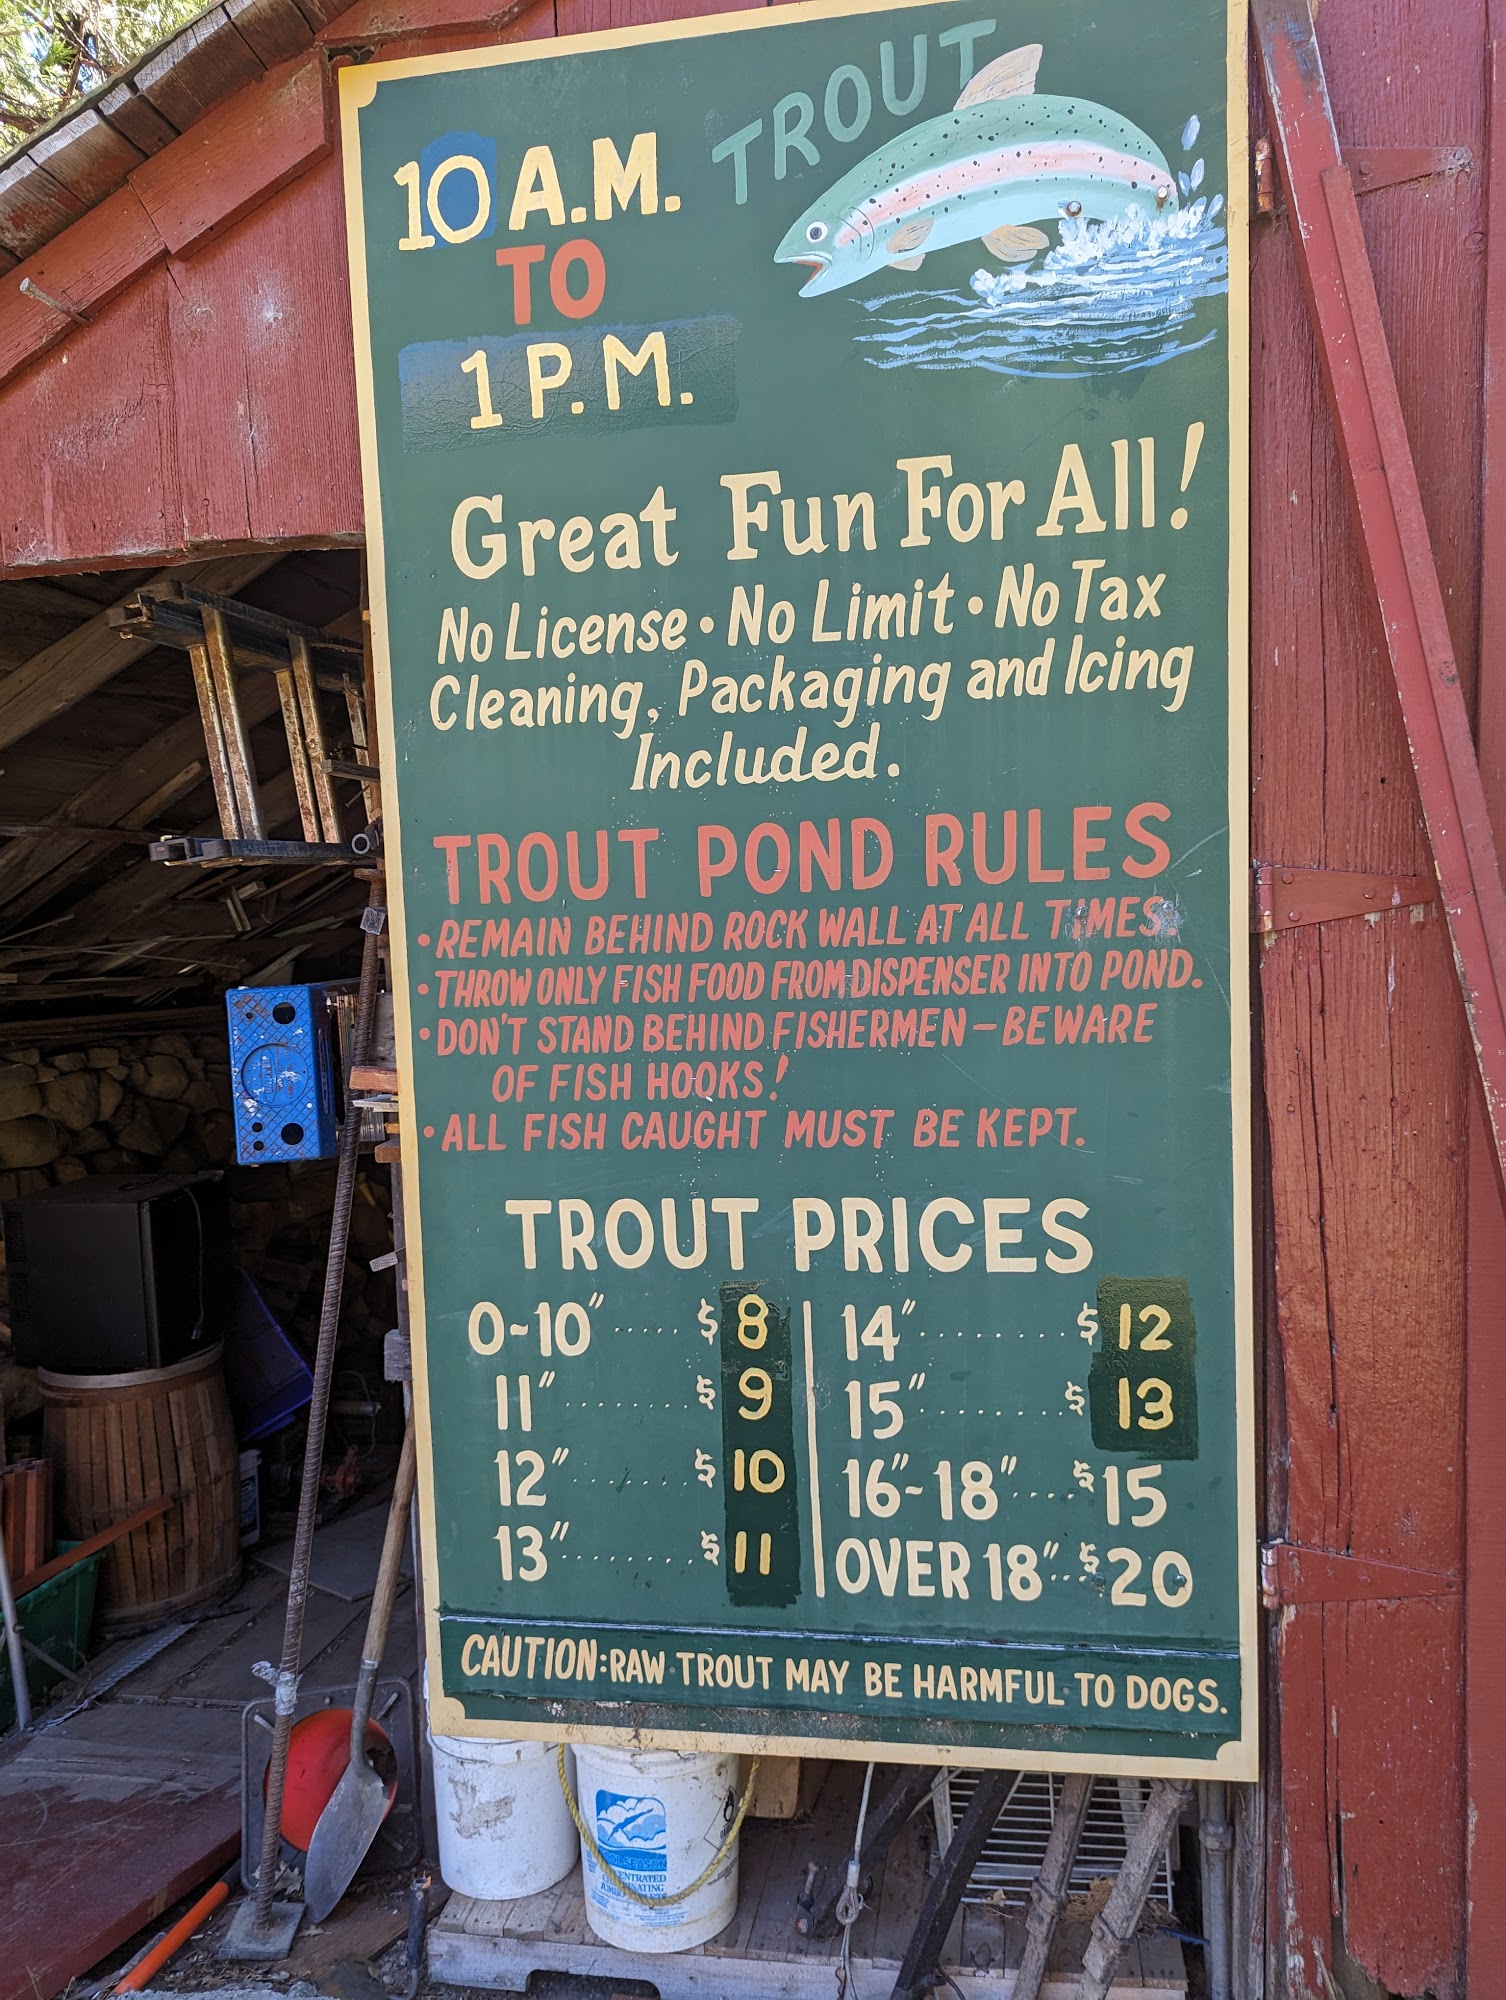 TROUT
10 A.M.
TO
1 P.M.
Great Fun For All!
No License • No Limit • No Tax
Cleaning, Packaging and Icing
Included.
TROUT POND RULES
• REMAIN BEHIND ROCK WALL AT ALL TIMES.
• THROW ONLY FISH FOOD FROM DISPENSER INTO POND.
• DON'T STAND BEHIND FISHERMEN – BEWARE
OF FISH HOOKS!
• ALL FISH CAUGHT MUST BE KEPT.
TROUT PRICES
0-10" ..... $ 8
11" ........ $ 9
12" ....... $ 10
13" ........ $ 11
14" ........ $ 12
15" ........ $ 13
16"-18" .... $ 15
OVER 18" ... $ 20
CAUTION: RAW TROUT MAY BE HARMFUL TO DOGS.
SEASON